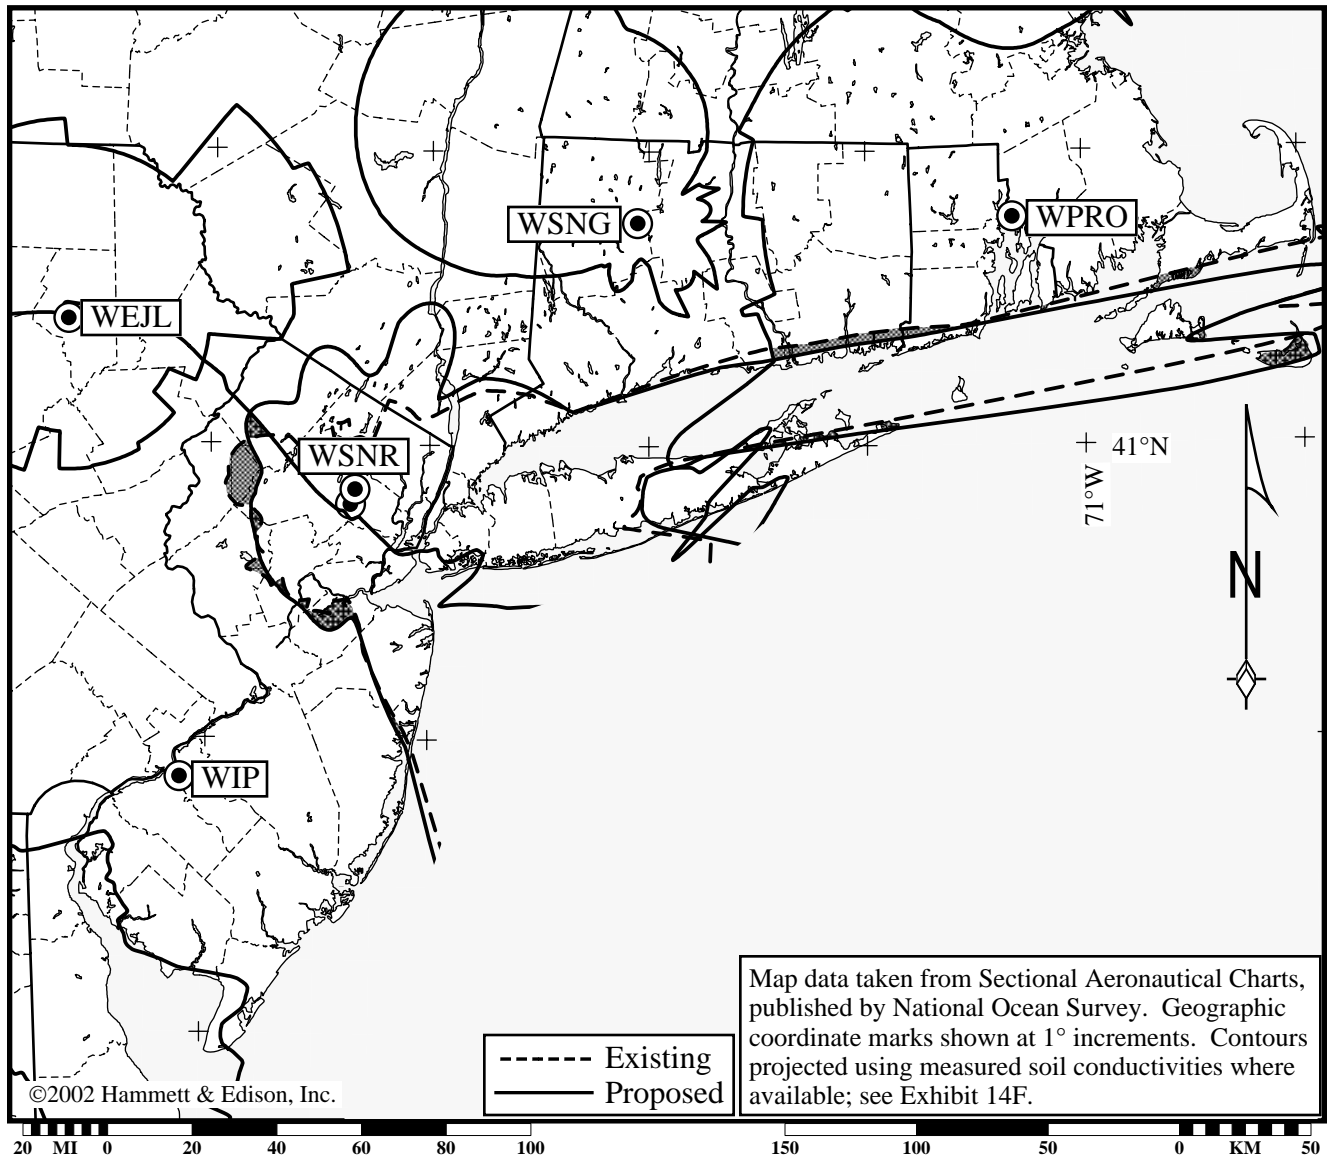 WSNG
WPRO
WEJL
WSNR
41°N
71°W
N
WIP
Map data taken from Sectional Aeronautical Charts,
published by National Ocean Survey.  Geographic
coordinate marks shown at 1° increments.  Contours
projected using measured soil conductivities where
available; see Exhibit 14F.
Existing
Proposed
©2002 Hammett & Edison, Inc.
20 MI 0 20 40 60 80 100 150 100 50 0 KM 50